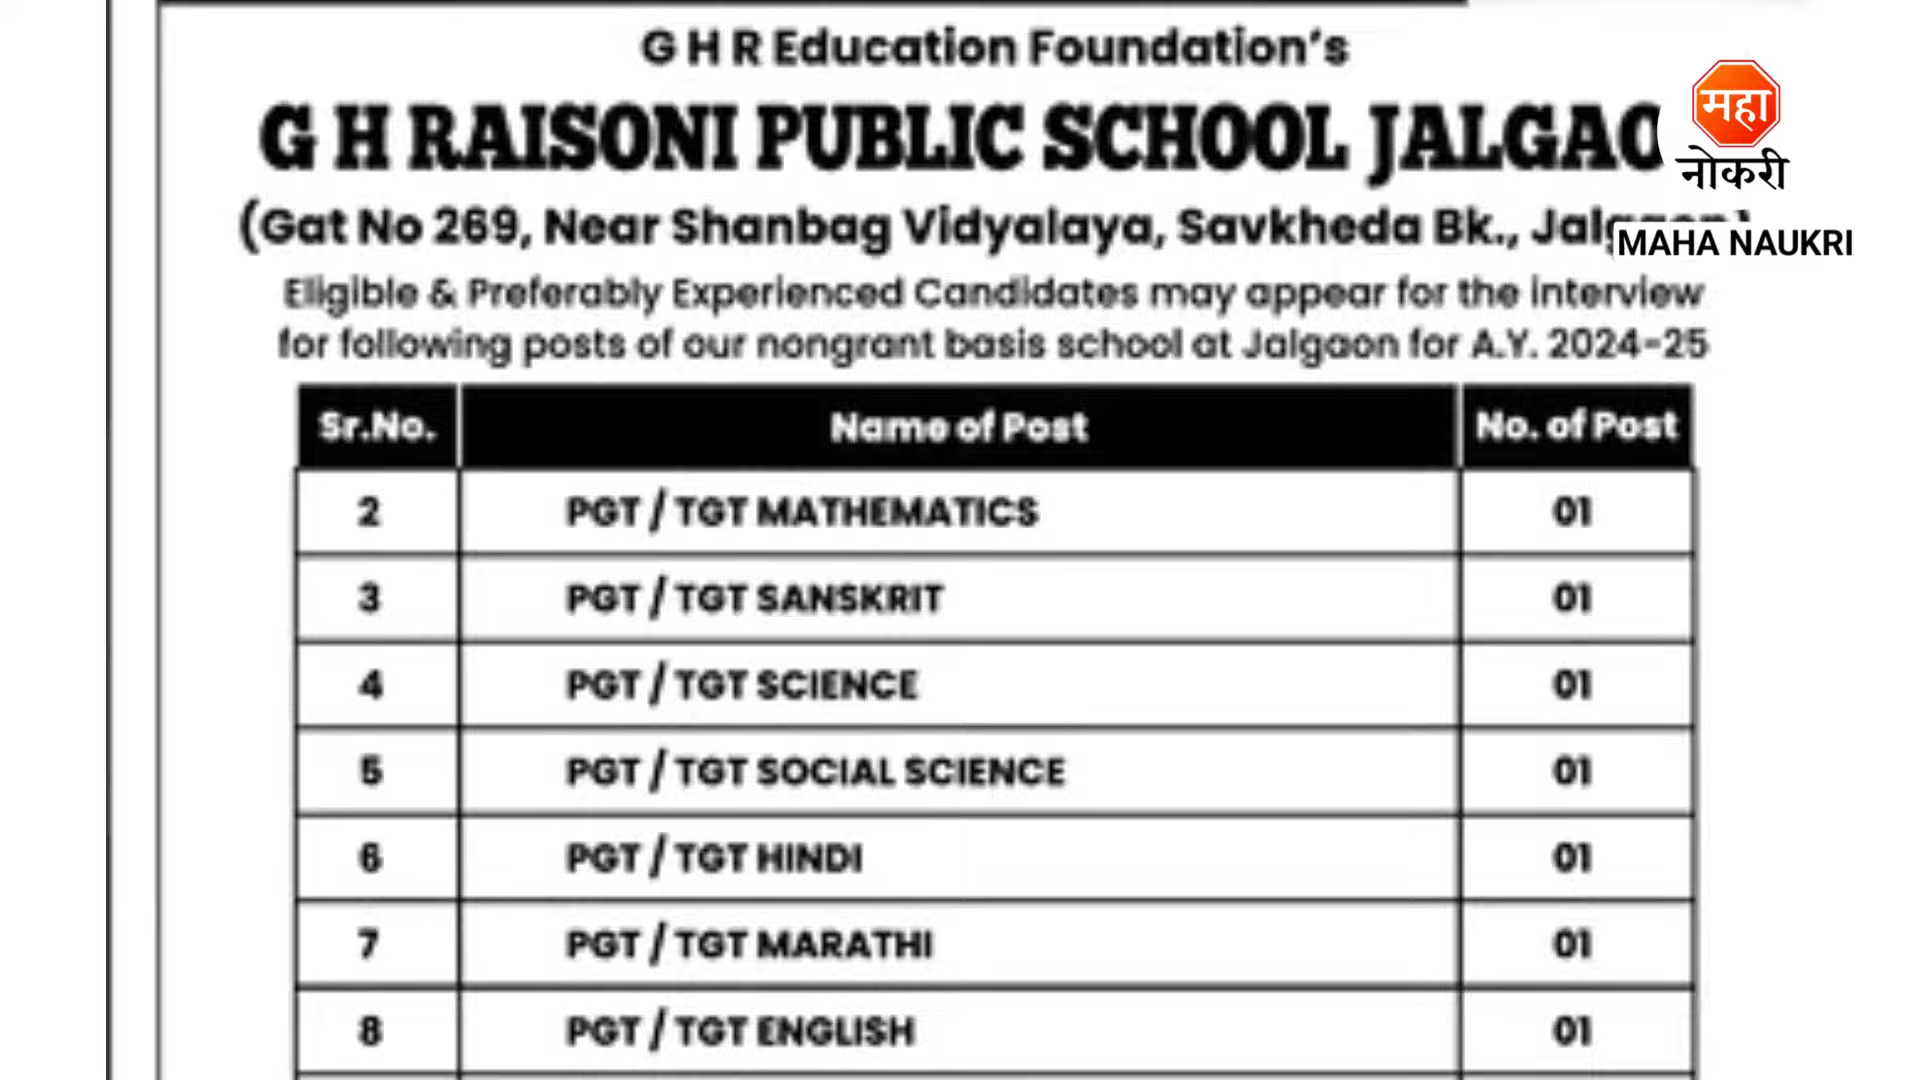 G H R Education Foundation's
G H RAISONI PUBLIC SCHOOL
महा
नोकरी
(Gat No 269, Near Shanbag Vidyalaya, Savkheda Bk.,
MAHA NAUKRI
Eligible & Preferably Experienced Candidates may appear for the interview
for following posts of our nongrant basis school at Jalgaon for A.Y. 2024-25
Sr.No. Name of Post No. of Post
2 PGT / TGT MATHEMATICS 01
3 PGT / TGT SANSKRIT 01
4 PGT / TGT SCIENCE 01
5 PGT / TGT SOCIAL SCIENCE 01
6 PGT / TGT HINDI 01
7 PGT / TGT MARATHI 01
8 PGT / TGT ENGLISH 01